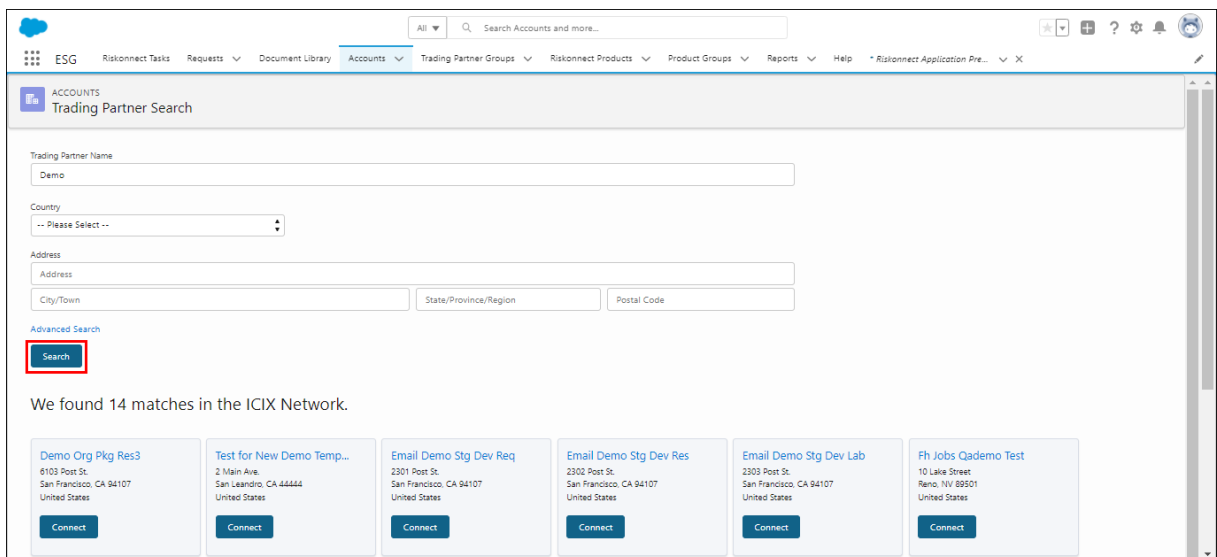 All
Search Accounts and more...
ESG
Riskonnect Tasks
Requests
Document Library
Accounts
Trading Partner Groups
Riskonnect Products
Product Groups
Reports
Help
* Riskonnect Application Pre...
ACCOUNTS
Trading Partner Search
Trading Partner Name
Demo
Country
-- Please Select --
Address
Address
City/Town
State/Province/Region
Postal Code
Advanced Search
Search
We found 14 matches in the ICIX Network.
Demo Org Pkg Res3
6103 Post St.
San Francisco, CA 94107
United States
Connect
Test for New Demo Temp...
2 Main Ave.
San Leandro, CA 44444
United States
Connect
Email Demo Stg Dev Req
2301 Post St.
San Francisco, CA 94107
United States
Connect
Email Demo Stg Dev Res
2302 Post St.
San Francisco, CA 94107
United States
Connect
Email Demo Stg Dev Lab
2303 Post St.
San Francisco, CA 94107
United States
Connect
Fh Jobs Qademo Test
10 Lake Street
Reno, NV 89501
United States
Connect